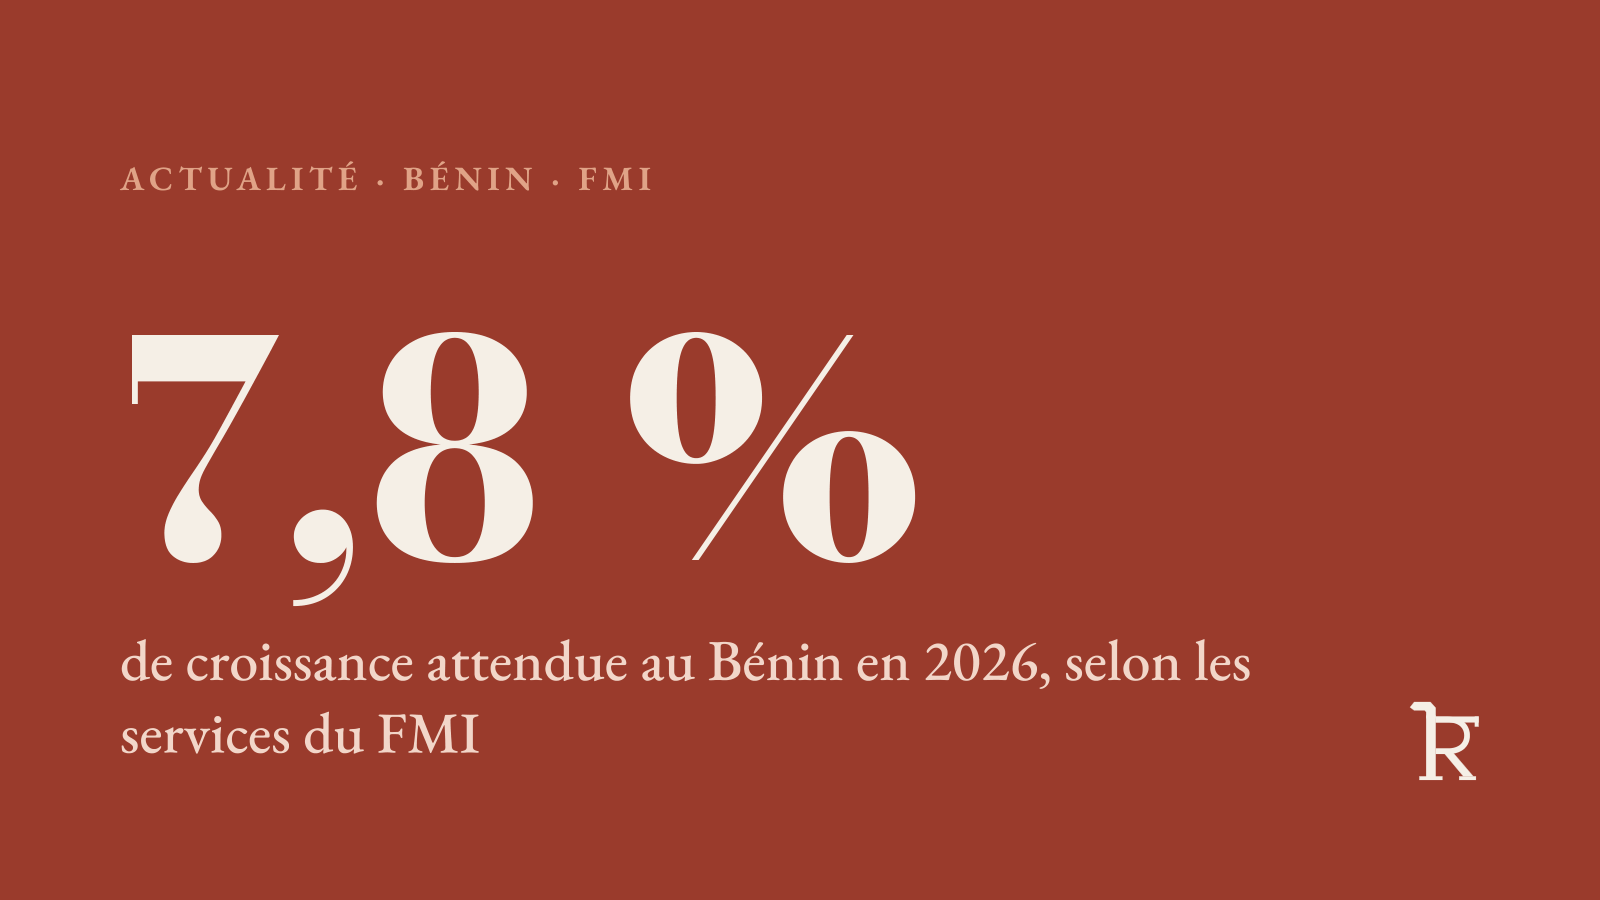 ACTUALITÉ · BÉNIN · FMI
7,8 %
de croissance attendue au Bénin en 2026, selon les
services du FMI
R